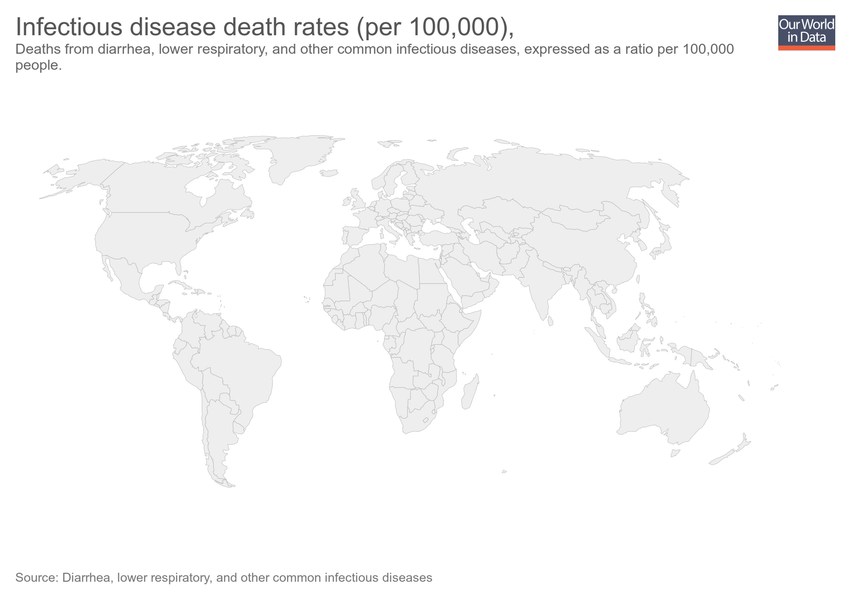 Infectious disease death rates (per 100,000),
Deaths from diarrhea, lower respiratory, and other common infectious diseases, expressed as a ratio per 100,000
people.
Our World
in Data
Source: Diarrhea, lower respiratory, and other common infectious diseases